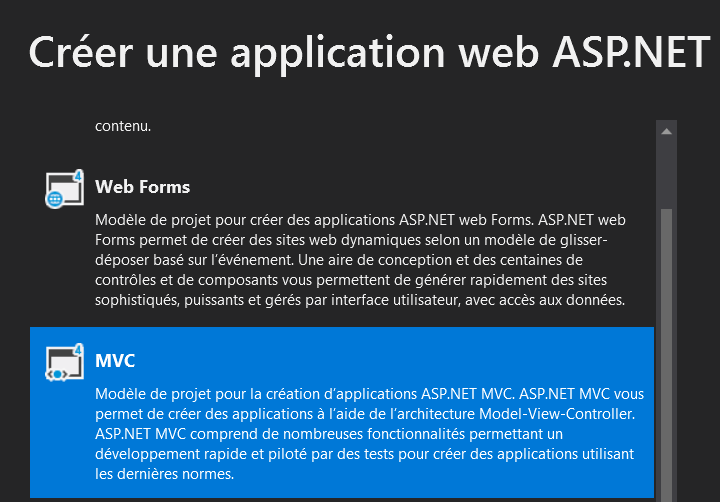 Créer une application web ASP.NET
contenu.
4
Web Forms
Modèle de projet pour créer des applications ASP.NET web Forms. ASP.NET web
Forms permet de créer des sites web dynamiques selon un modèle de glisser-
déposer basé sur l'événement. Une aire de conception et des centaines de
contrôles et de composants vous permettent de générer rapidement des sites
sophistiqués, puissants et gérés par interface utilisateur, avec accès aux données.
4
MVC
Modèle de projet pour la création d'applications ASP.NET MVC. ASP.NET MVC vous
permet de créer des applications à l'aide de l'architecture Model-View-Controller.
ASP.NET MVC comprend de nombreuses fonctionnalités permettant un
développement rapide et piloté par des tests pour créer des applications utilisant
les dernières normes.